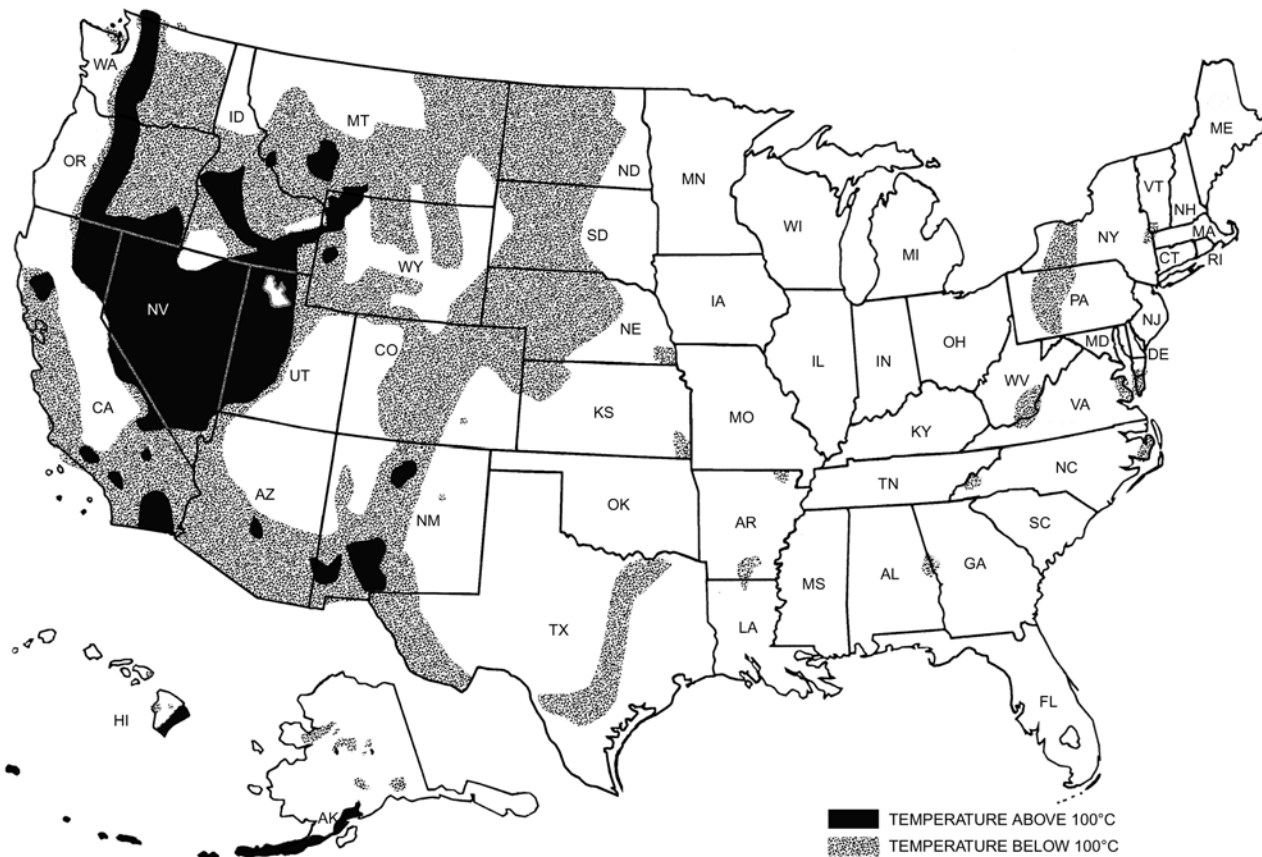 WA
MT
ME
ID
OR
ND
MN
VT
NH
WI
NY
MA
SD
MI
CT
RI
WY
IA
PA
NV
NE
NJ
OH
CO
IL
IN
MD
DE
UT
WV
CA
VA
KS
MO
KY
NC
TN
AZ
OK
NM
AR
SC
GA
MS
AL
TX
LA
FL
HI
AK
TEMPERATURE ABOVE 100°C
TEMPERATURE BELOW 100°C